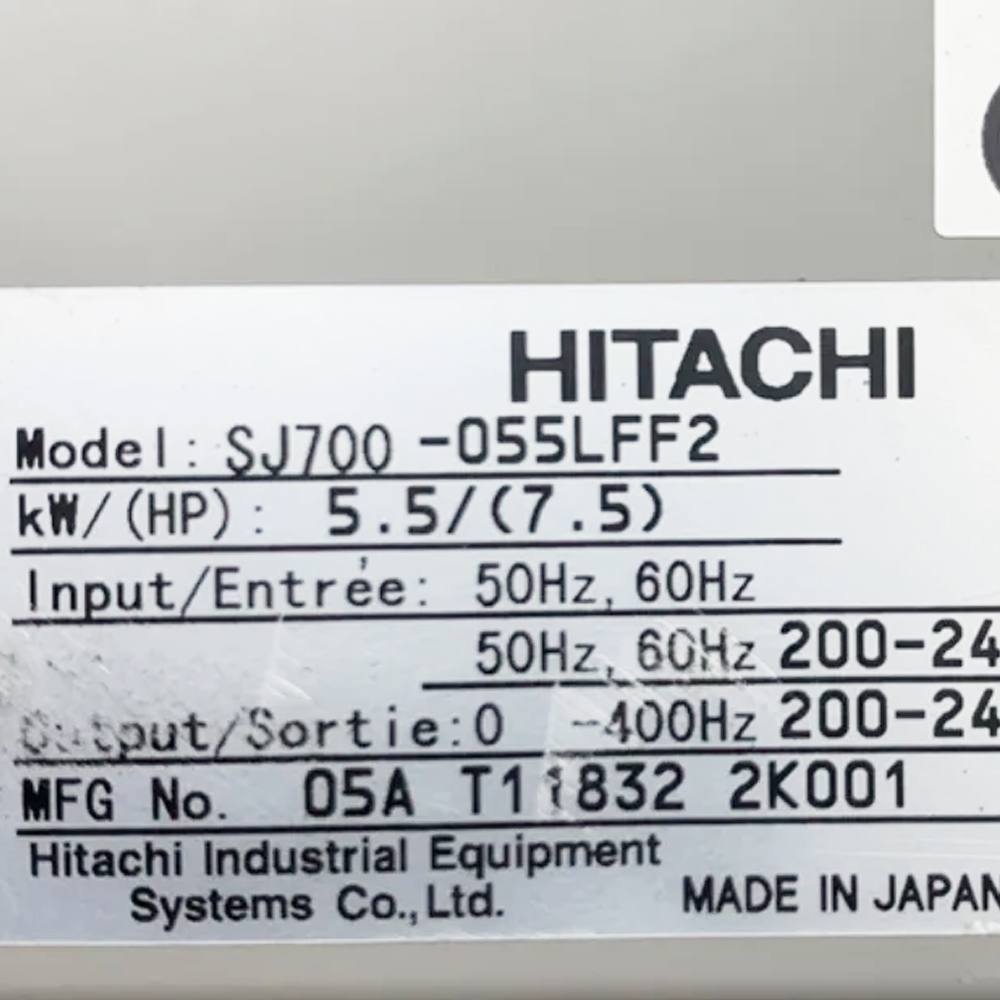 HITACHI
Model: SJ700 -055LFF2
kW/(HP): 5.5/(7.5)
Input/Entrée: 50Hz, 60Hz
50Hz, 60Hz 200-24
Output/Sortie:0 -400Hz 200-24
MFG No. 05A T11832 2K001
Hitachi Industrial Equipment
Systems Co., Ltd.
MADE IN JAPAN